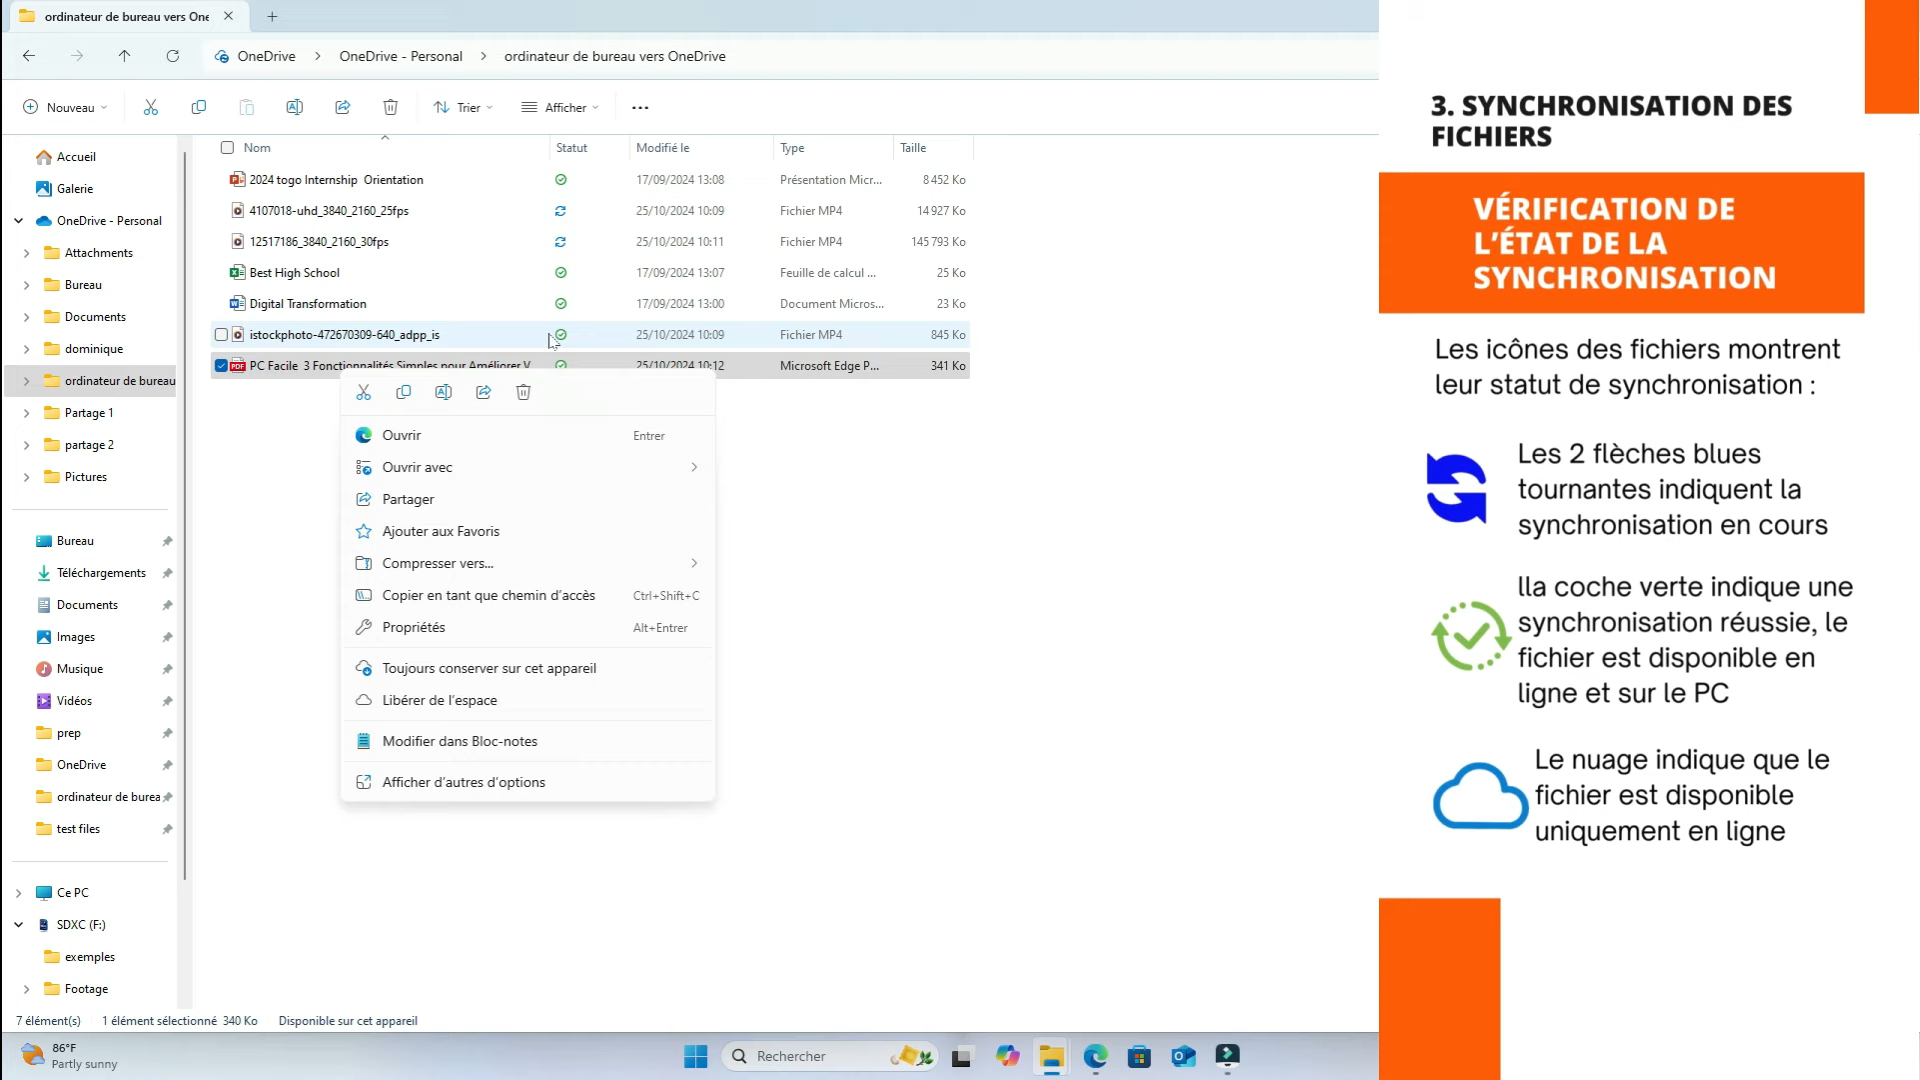 ordinateur de bureau vers One
OneDrive
OneDrive - Personal
ordinateur de bureau vers OneDrive
Nouveau
Trier
Afficher
Nom
Statut
Modifié le
Type
Taille
2024 togo Internship Orientation 17/09/2024 13:08 Présentation Micr... 8 452 Ko
4107018-uhd_3840_2160_25fps 25/10/2024 10:09 Fichier MP4 14 927 Ko
12517186_3840_2160_30fps 25/10/2024 10:11 Fichier MP4 145 793 Ko
Best High School 17/09/2024 13:07 Feuille de calcul ... 25 Ko
Digital Transformation 17/09/2024 13:00 Document Micros... 23 Ko
istockphoto-472670309-640_adpp_is 25/10/2024 10:09 Fichier MP4 845 Ko
PC Facile 3 Fonctionnalités Simples pour Améliorer V 25/10/2024 10:12 Microsoft Edge P... 341 Ko
Accueil
Galerie
OneDrive - Personal
Attachments
Bureau
Documents
dominique
ordinateur de bureau
Partage 1
partage 2
Pictures
Bureau
Téléchargements
Documents
Images
Musique
Vidéos
prep
OneDrive
ordinateur de burea
test files
Ce PC
SDXC (F:)
exemples
Footage
Ouvrir Entrer
Ouvrir avec
Partager
Ajouter aux Favoris
Compresser vers...
Copier en tant que chemin d'accès Ctrl+Shift+C
Propriétés Alt+Entrer
Toujours conserver sur cet appareil
Libérer de l'espace
Modifier dans Bloc-notes
Afficher d'autres d'options
7 élément(s) 1 élément sélectionné 340 Ko Disponible sur cet appareil
86°F
Partly sunny
Rechercher
3. SYNCHRONISATION DES
FICHIERS
VÉRIFICATION DE
L'ÉTAT DE LA
SYNCHRONISATION
Les icônes des fichiers montrent
leur statut de synchronisation :
Les 2 flèches blues
tournantes indiquent la
synchronisation en cours
lla coche verte indique une
synchronisation réussie, le
fichier est disponible en
ligne et sur le PC
Le nuage indique que le
fichier est disponible
uniquement en ligne